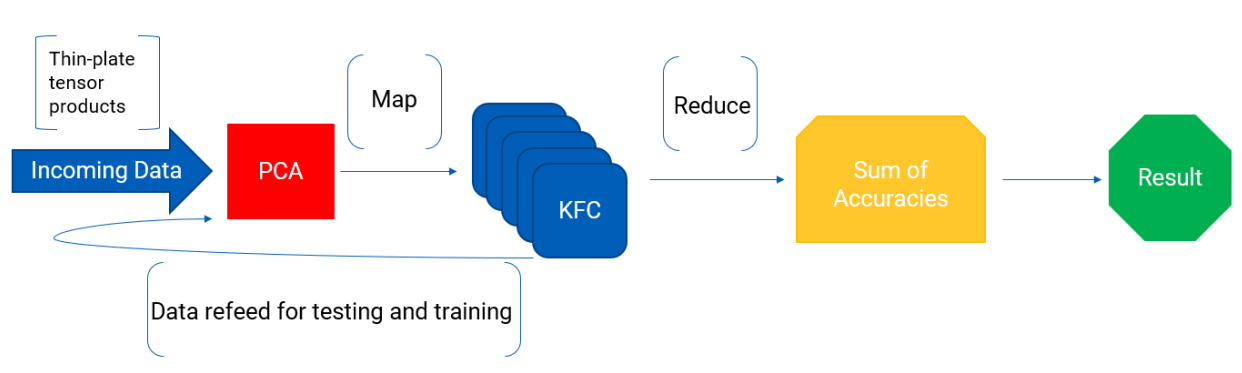 Thin-plate
tensor
products
Map
Reduce
Incoming Data
PCA
KFC
Sum of
Accuracies
Result
Data refeed for testing and training